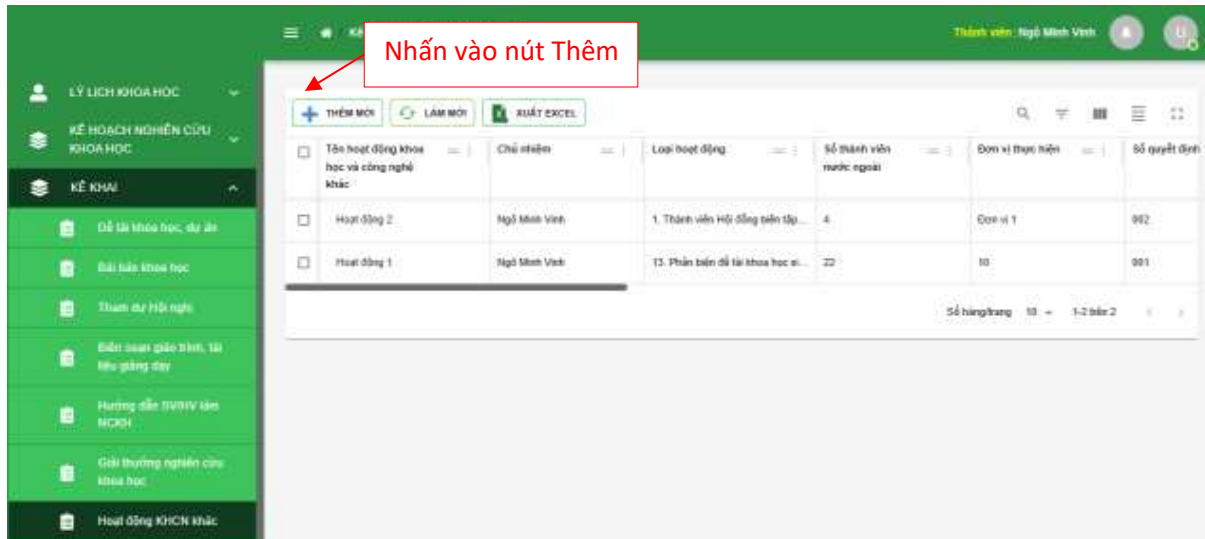 Thành viên: Ngô Minh Vinh
Nhấn vào nút Thêm
LÝ LỊCH KHOA HỌC
KẾ HOẠCH NGHIÊN CỨU
KHOA HỌC
KÊ KHAI
Đề tài khoa học, dự án
Bài báo khoa học
Tham dự Hội nghị
Biên soạn giáo trình, tài
liệu giảng dạy
Hướng dẫn SV/HV làm
NCKH
Giải thưởng nghiên cứu
khoa học
Hoạt động KHCN khác
THÊM MỚI
LÀM MỚI
XUẤT EXCEL
Tên hoạt động khoa
học và công nghệ
khác
Chủ nhiệm
Loại hoạt động
Số thành viên
nước ngoài
Đơn vị thực hiện
Số quyết định
Hoạt động 2
Ngô Minh Vinh
1. Thành viên Hội đồng biên tập...
4
Đơn vị 1
002
Hoạt động 1
Ngô Minh Vinh
13. Phản biện đề tài khoa học si...
22
10
001
Số hàng/trang 10
1-2 trên 2